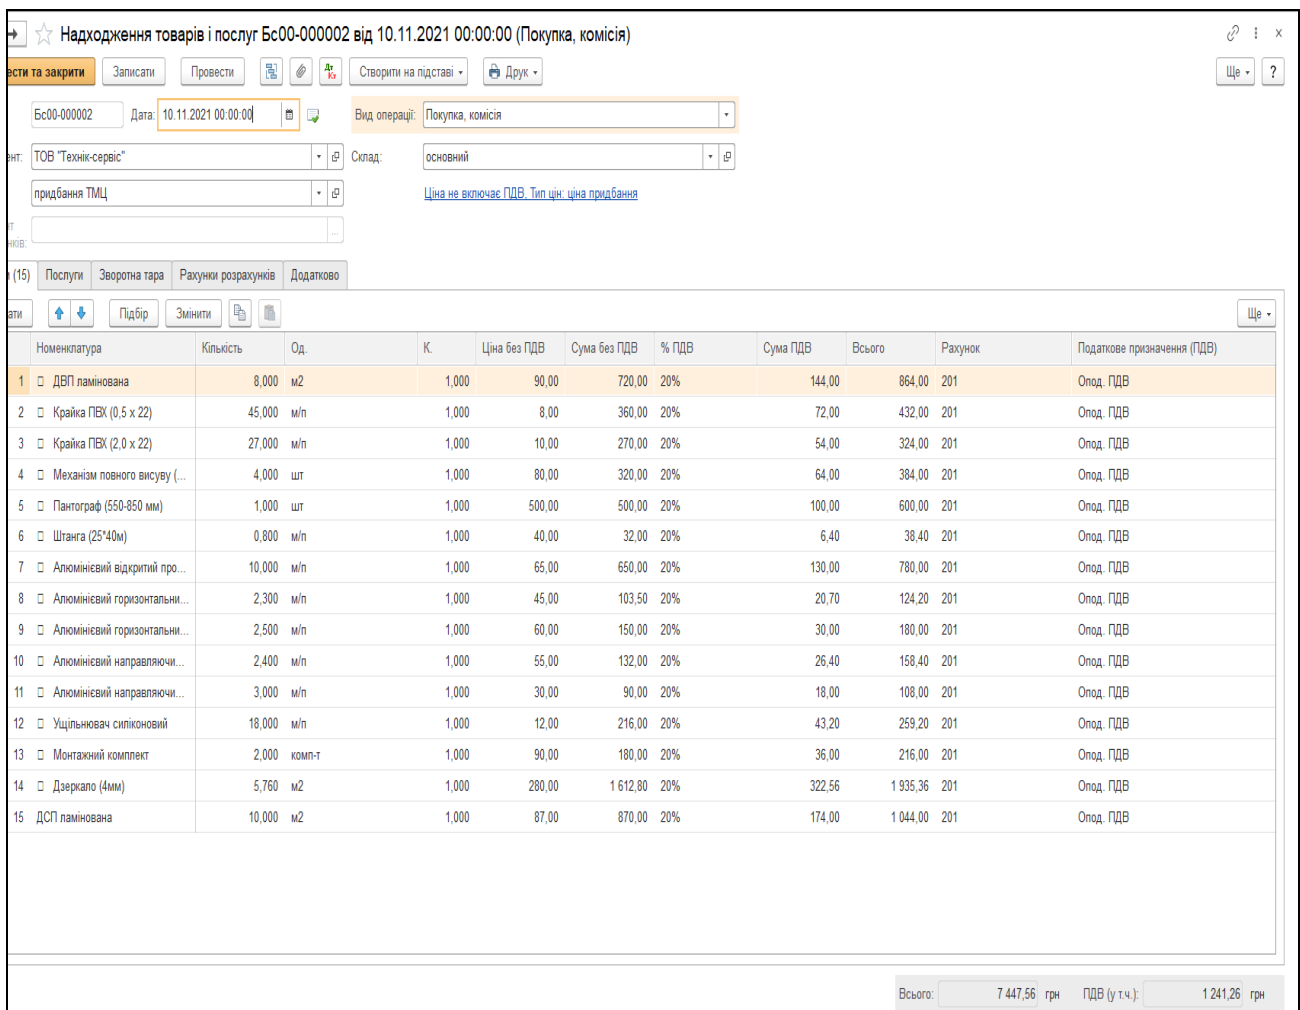 Надходження товарів і послуг Бс00-000002 від 10.11.2021 00:00:00 (Покупка, комісія)
ести та закрити Записати Провести Дт Кт Створити на підставі Друк Ще ?
Бс00-000002 Дата: 10.11.2021 00:00:00 Вид операції: Покупка, комісія
ент: ТОВ "Технік-сервіс" Склад: основний
придбання ТМЦ Ціна не включає ПДВ, Тип цін: ціна придбання
нт
нків:
(15) Послуги Зворотна тара Рахунки розрахунків Додатково
ати Підбір Змінити Ще
Номенклатура Кількість Од. К. Ціна без ПДВ Сума без ПДВ % ПДВ Сума ПДВ Всього Рахунок Податкове призначення (ПДВ)
1 ДВП ламінована 8,000 м2 1,000 90,00 720,00 20% 144,00 864,00 201 Опод. ПДВ
2 Крайка ПВХ (0,5 х 22) 45,000 м/п 1,000 8,00 360,00 20% 72,00 432,00 201 Опод. ПДВ
3 Крайка ПВХ (2,0 х 22) 27,000 м/п 1,000 10,00 270,00 20% 54,00 324,00 201 Опод. ПДВ
4 Механізм повного висуву (... 4,000 шт 1,000 80,00 320,00 20% 64,00 384,00 201 Опод. ПДВ
5 Пантограф (550-850 мм) 1,000 шт 1,000 500,00 500,00 20% 100,00 600,00 201 Опод. ПДВ
6 Штанга (25*40м) 0,800 м/п 1,000 40,00 32,00 20% 6,40 38,40 201 Опод. ПДВ
7 Алюмінієвий відкритий про... 10,000 м/п 1,000 65,00 650,00 20% 130,00 780,00 201 Опод. ПДВ
8 Алюмінієвий горизонтальни... 2,300 м/п 1,000 45,00 103,50 20% 20,70 124,20 201 Опод. ПДВ
9 Алюмінієвий горизонтальни... 2,500 м/п 1,000 60,00 150,00 20% 30,00 180,00 201 Опод. ПДВ
10 Алюмінієвий направляючи... 2,400 м/п 1,000 55,00 132,00 20% 26,40 158,40 201 Опод. ПДВ
11 Алюмінієвий направляючи... 3,000 м/п 1,000 30,00 90,00 20% 18,00 108,00 201 Опод. ПДВ
12 Ущільнювач силіконовий 18,000 м/п 1,000 12,00 216,00 20% 43,20 259,20 201 Опод. ПДВ
13 Монтажний комплект 2,000 комп-т 1,000 90,00 180,00 20% 36,00 216,00 201 Опод. ПДВ
14 Дзеркало (4мм) 5,760 м2 1,000 280,00 1 612,80 20% 322,56 1 935,36 201 Опод. ПДВ
15 ДСП ламінована 10,000 м2 1,000 87,00 870,00 20% 174,00 1 044,00 201 Опод. ПДВ
Всього: 7 447,56 грн ПДВ (у т.ч.): 1 241,26 грн